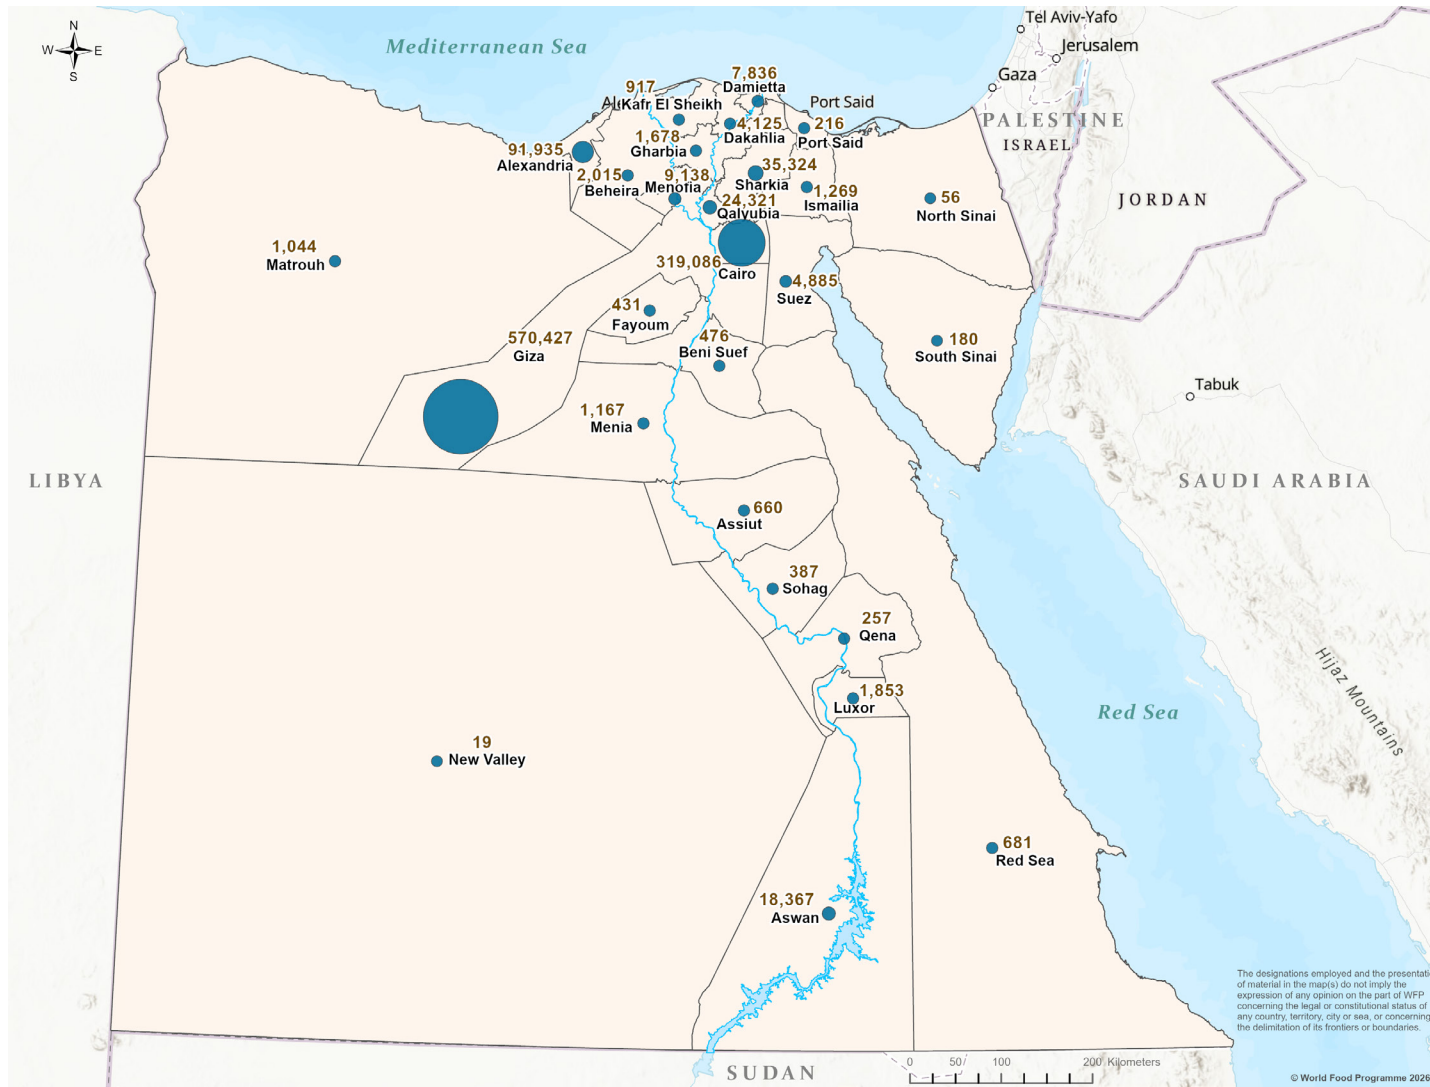 N
W E
S
Mediterranean Sea
Tel Aviv-Yafo
Jerusalem
Gaza
PALESTINE
ISRAEL
JORDAN
7,836
Damietta
917
Kafr El Sheikh
Port Said
216
Port Said
4,125
Dakahlia
1,678
Gharbia
91,935
Alexandria
2,015
Beheira
9,138
Menofia
35,324
Sharkia
1,269
Ismailia
24,321
Qalyubia
56
North Sinai
1,044
Matrouh
319,086
Cairo
4,885
Suez
431
Fayoum
570,427
Giza
476
Beni Suef
180
South Sinai
Tabuk
1,167
Menia
LIBYA
SAUDI ARABIA
660
Assiut
387
Sohag
257
Qena
1,853
Luxor
Hijaz Mountains
Red Sea
19
New Valley
681
Red Sea
18,367
Aswan
The designations employed and the presentati
of material in the map(s) do not imply the
expression of any opinion on the part of WFP
concerning the legal or constitutional status of
any country, territory, city or sea, or concerning
the delimitation of its frontiers or boundaries.
0 50 100 200 Kilometers
SUDAN
© World Food Programme 2026